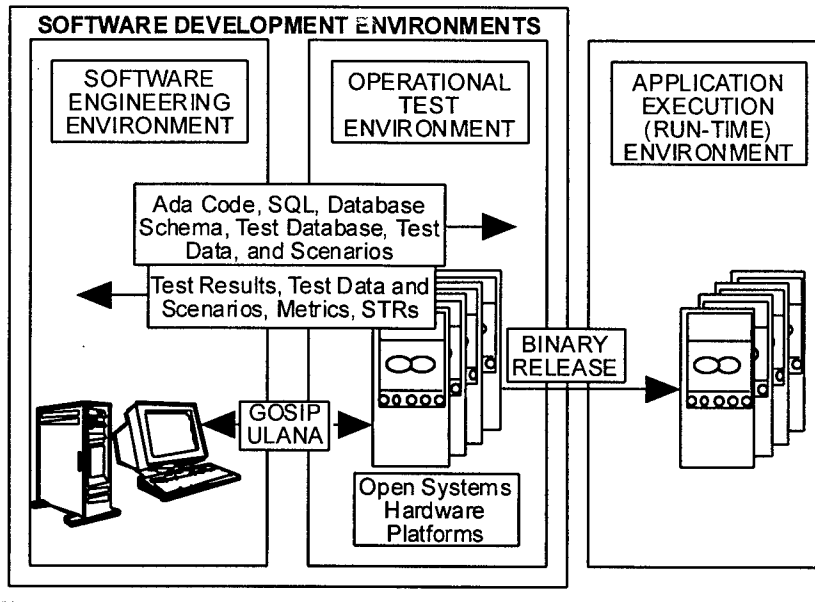 SOFTWARE DEVELOPMENT ENVIRONMENTS
SOFTWARE
ENGINEERING
ENVIRONMENT
OPERATIONAL
TEST
ENVIRONMENT
APPLICATION
EXECUTION
(RUN-TIME)
ENVIRONMENT
Ada Code, SQL, Database
Schema, Test Database, Test
Data, and Scenarios
Test Results, Test Data and
Scenarios, Metrics, STRs
BINARY
RELEASE
GOSIP
ULANA
Open Systems
Hardware
Platforms